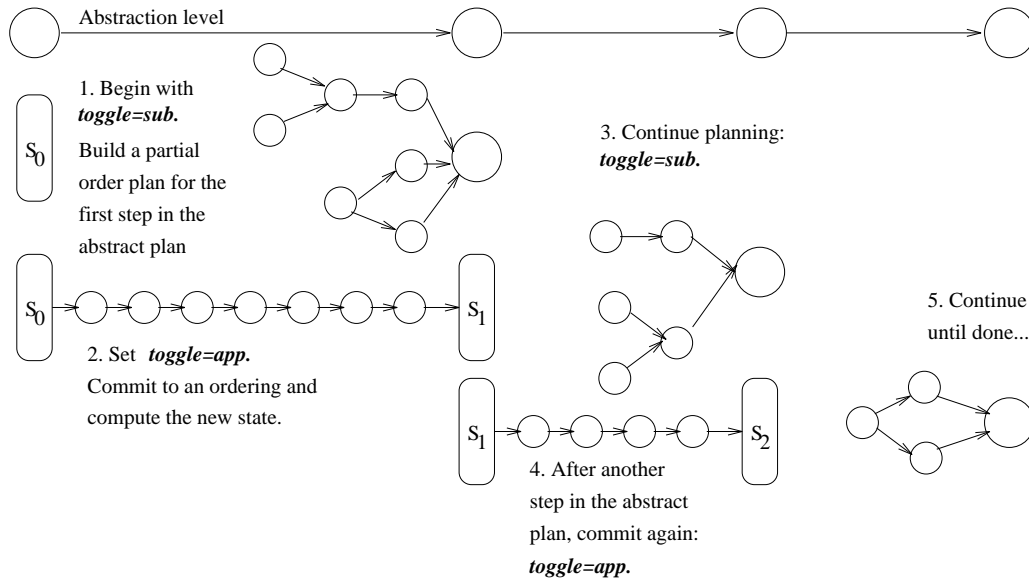 Abstraction level
1. Begin with
toggle=sub.
Build a partial
order plan for the
first step in the
abstract plan
S0
3. Continue planning:
toggle=sub.
S0
S1
2. Set toggle=app.
Commit to an ordering and
compute the new state.
5. Continue
until done...
S1
S2
4. After another
step in the abstract
plan, commit again:
toggle=app.